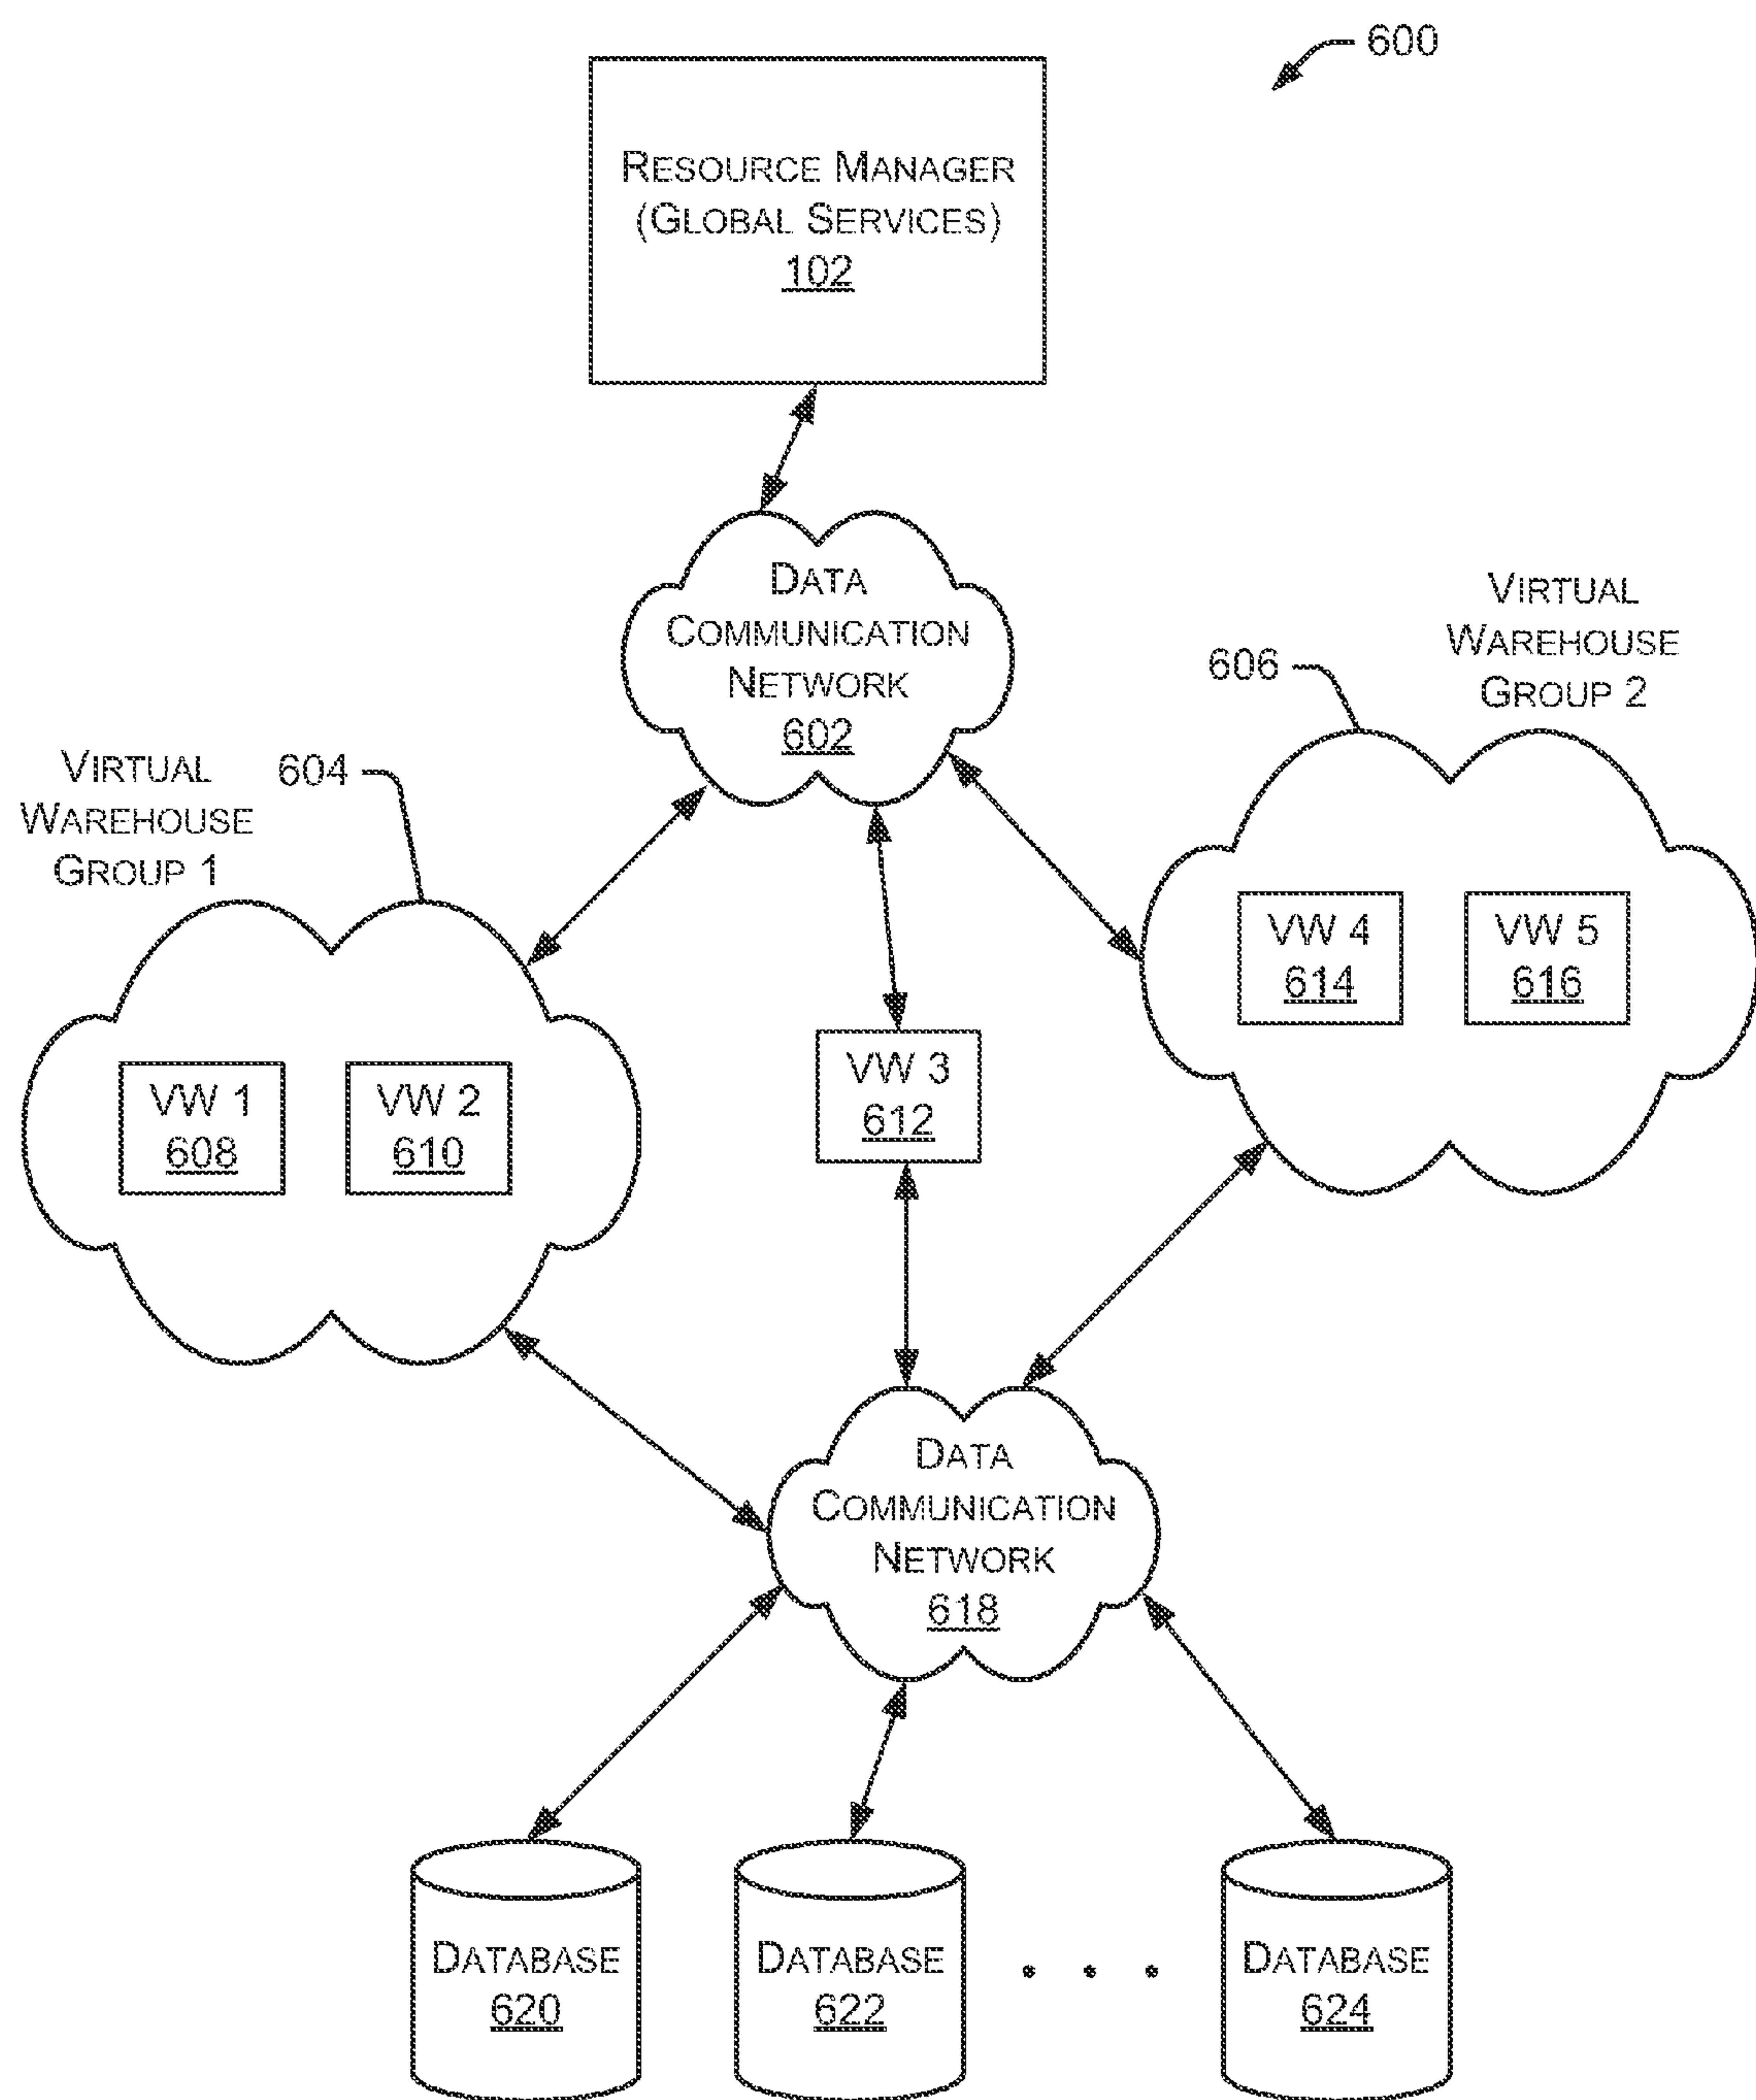 600
RESOURCE MANAGER
(GLOBAL SERVICES)
102
DATA
COMMUNICATION
NETWORK
602
VIRTUAL
WAREHOUSE
GROUP 2
606
VIRTUAL
WAREHOUSE
GROUP 1
604
VW 4
614
VW 5
616
VW 3
612
VW 1
608
VW 2
610
DATA
COMMUNICATION
NETWORK
618
DATABASE
620
DATABASE
622
. . .
DATABASE
624